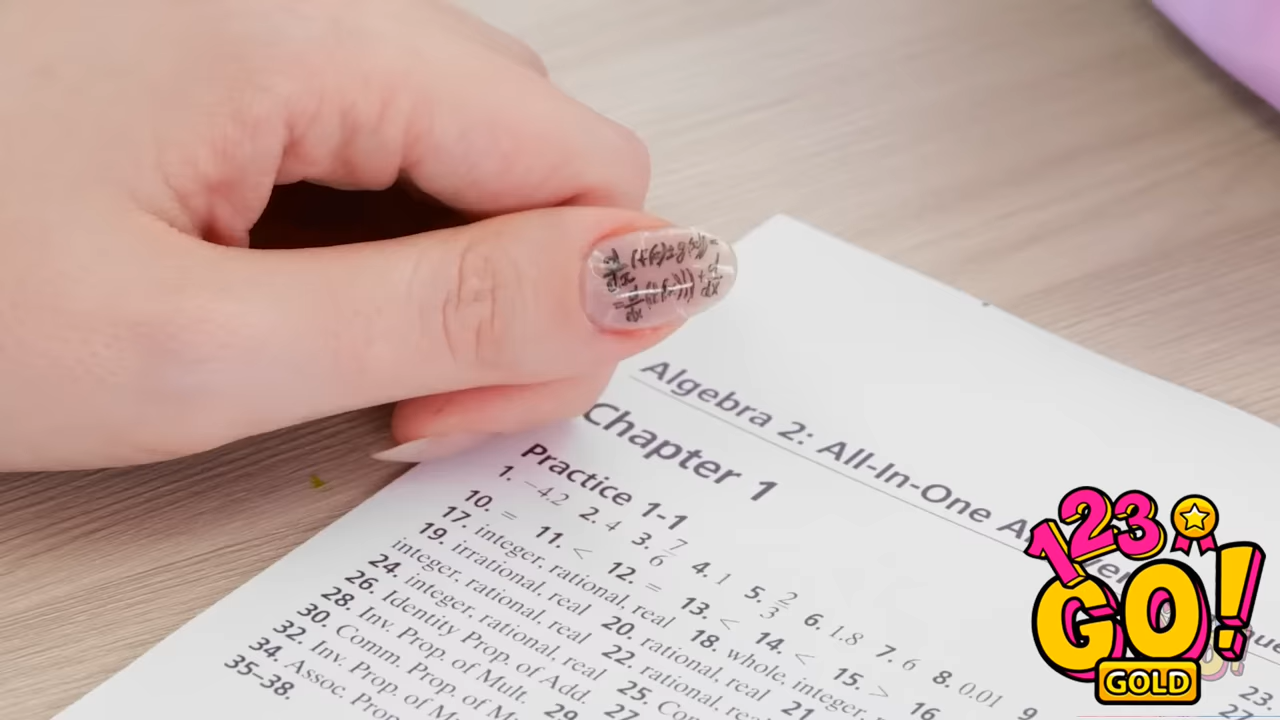 Algebra 2: All-In-One
Chapter 1
Practice 1-1
1. −4.2 2. 4 3. 7/6 4. 1 5. 2/3 6. 1.8 7. 6 8. 0.01 9
10. = 11. < 12. = 13. < 14. < 15. > 16
17. integer, rational, real 18. whole, integer,
19. irrational, real 20. rational, real 21
integer, rational, real 22. rational,
24. integer, rational, real 25.
26. Identity Prop of Add. 27
28. Inv. Prop. of Mult. 29
30. Comm. Prop. of
32. Inv. Prop. of
34. Assoc.
35–38.
23.
27
123
GO!
GOLD